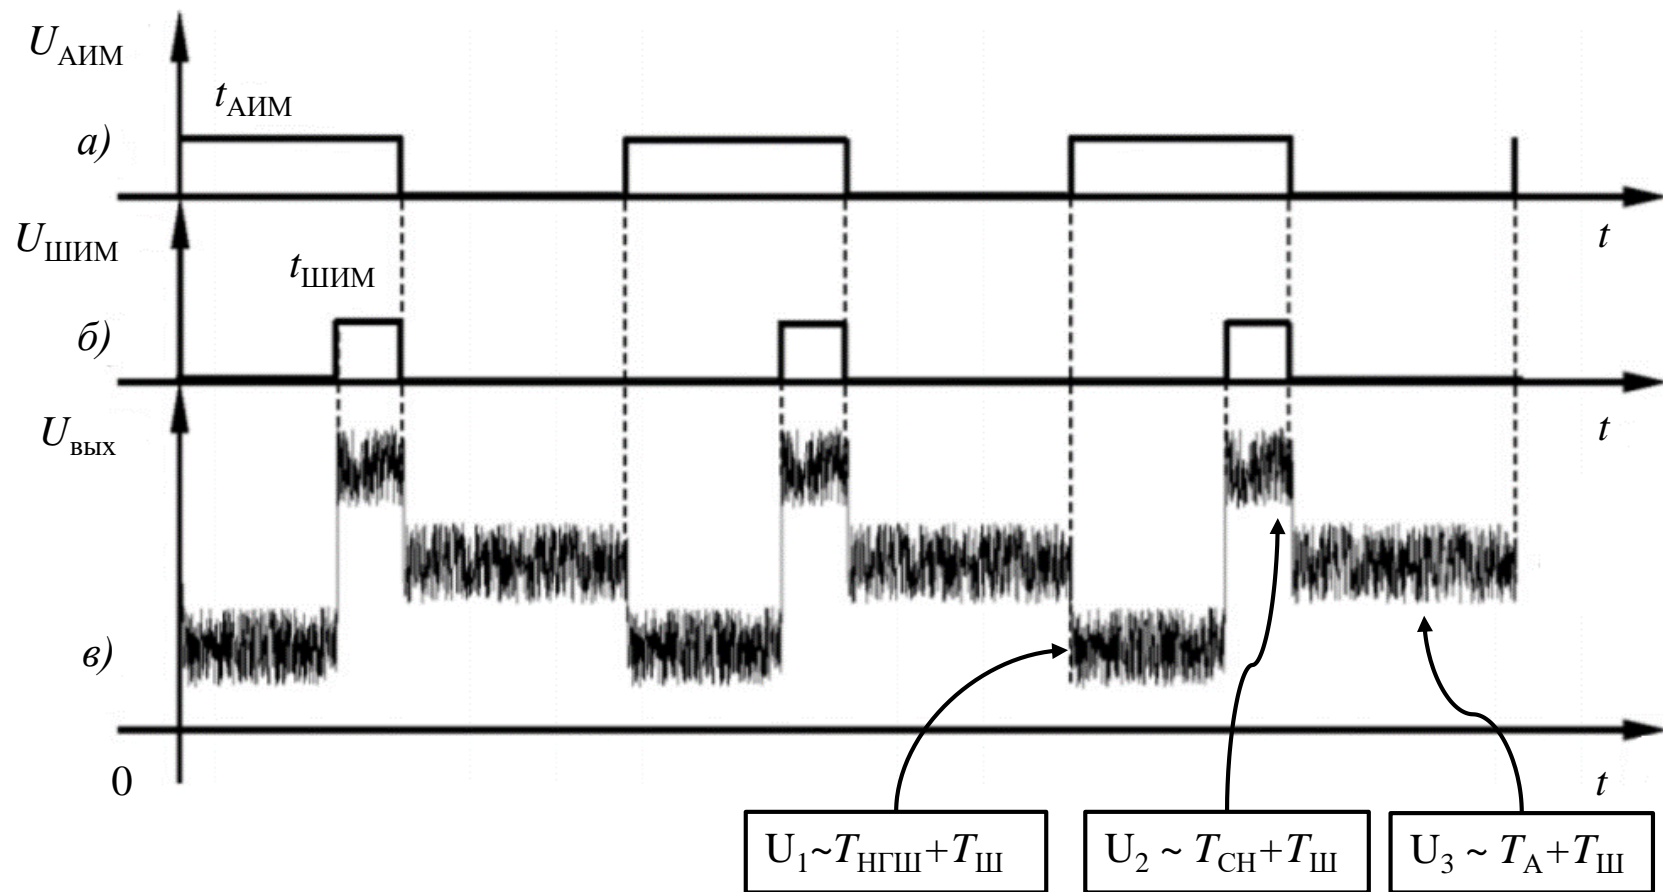 U_АИМ
t_АИМ
а)
t
U_ШИМ
t_ШИМ
б)
t
U_вых
в)
0
t
U_1~T_НГШ+T_Ш
U_2 ~ T_СН+T_Ш
U_3 ~ T_А+T_Ш